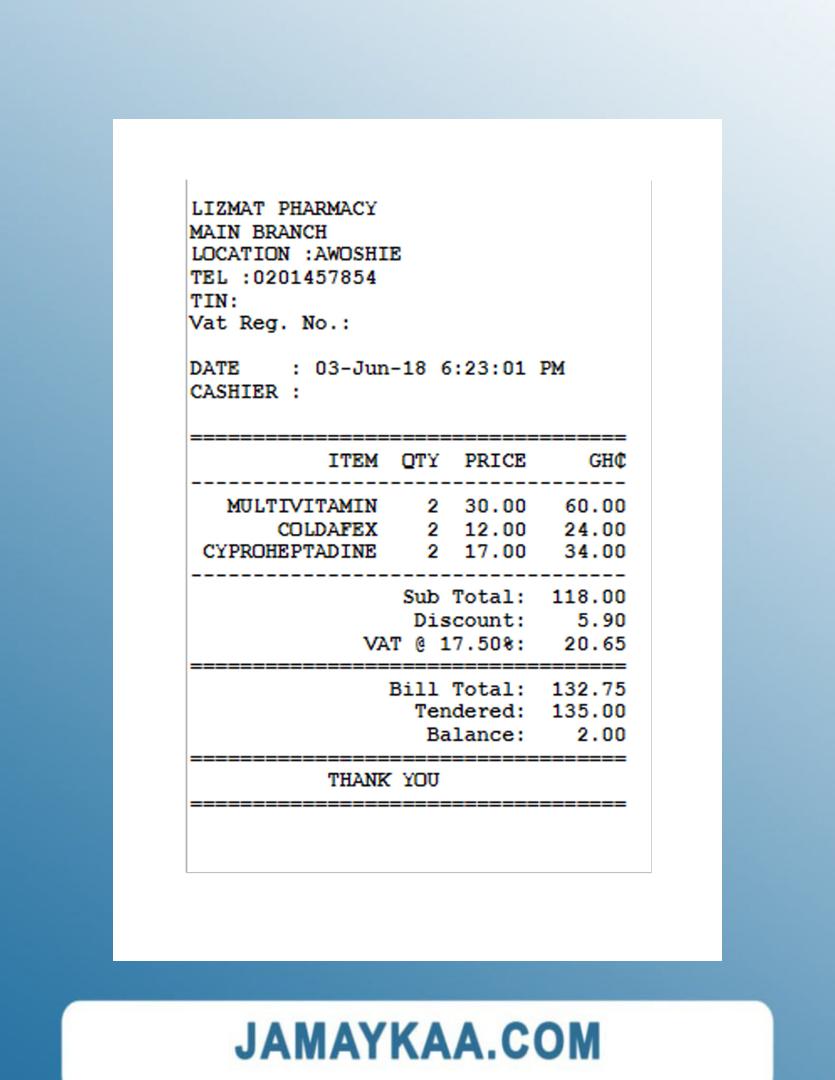 LIZMAT PHARMACY
MAIN BRANCH
LOCATION :AWOSHIE
TEL :0201457854
TIN:
Vat Reg. No.:
DATE : 03-Jun-18 6:23:01 PM
CASHIER :
===================================
ITEM QTY PRICE GH₵
-----------------------------------
MULTIVITAMIN 2 30.00 60.00
COLDAFEX 2 12.00 24.00
CYPROHEPTADINE 2 17.00 34.00
-----------------------------------
Sub Total: 118.00
Discount: 5.90
VAT @ 17.50%: 20.65
===================================
Bill Total: 132.75
Tendered: 135.00
Balance: 2.00
===================================
THANK YOU
===================================
JAMAYKAA.COM